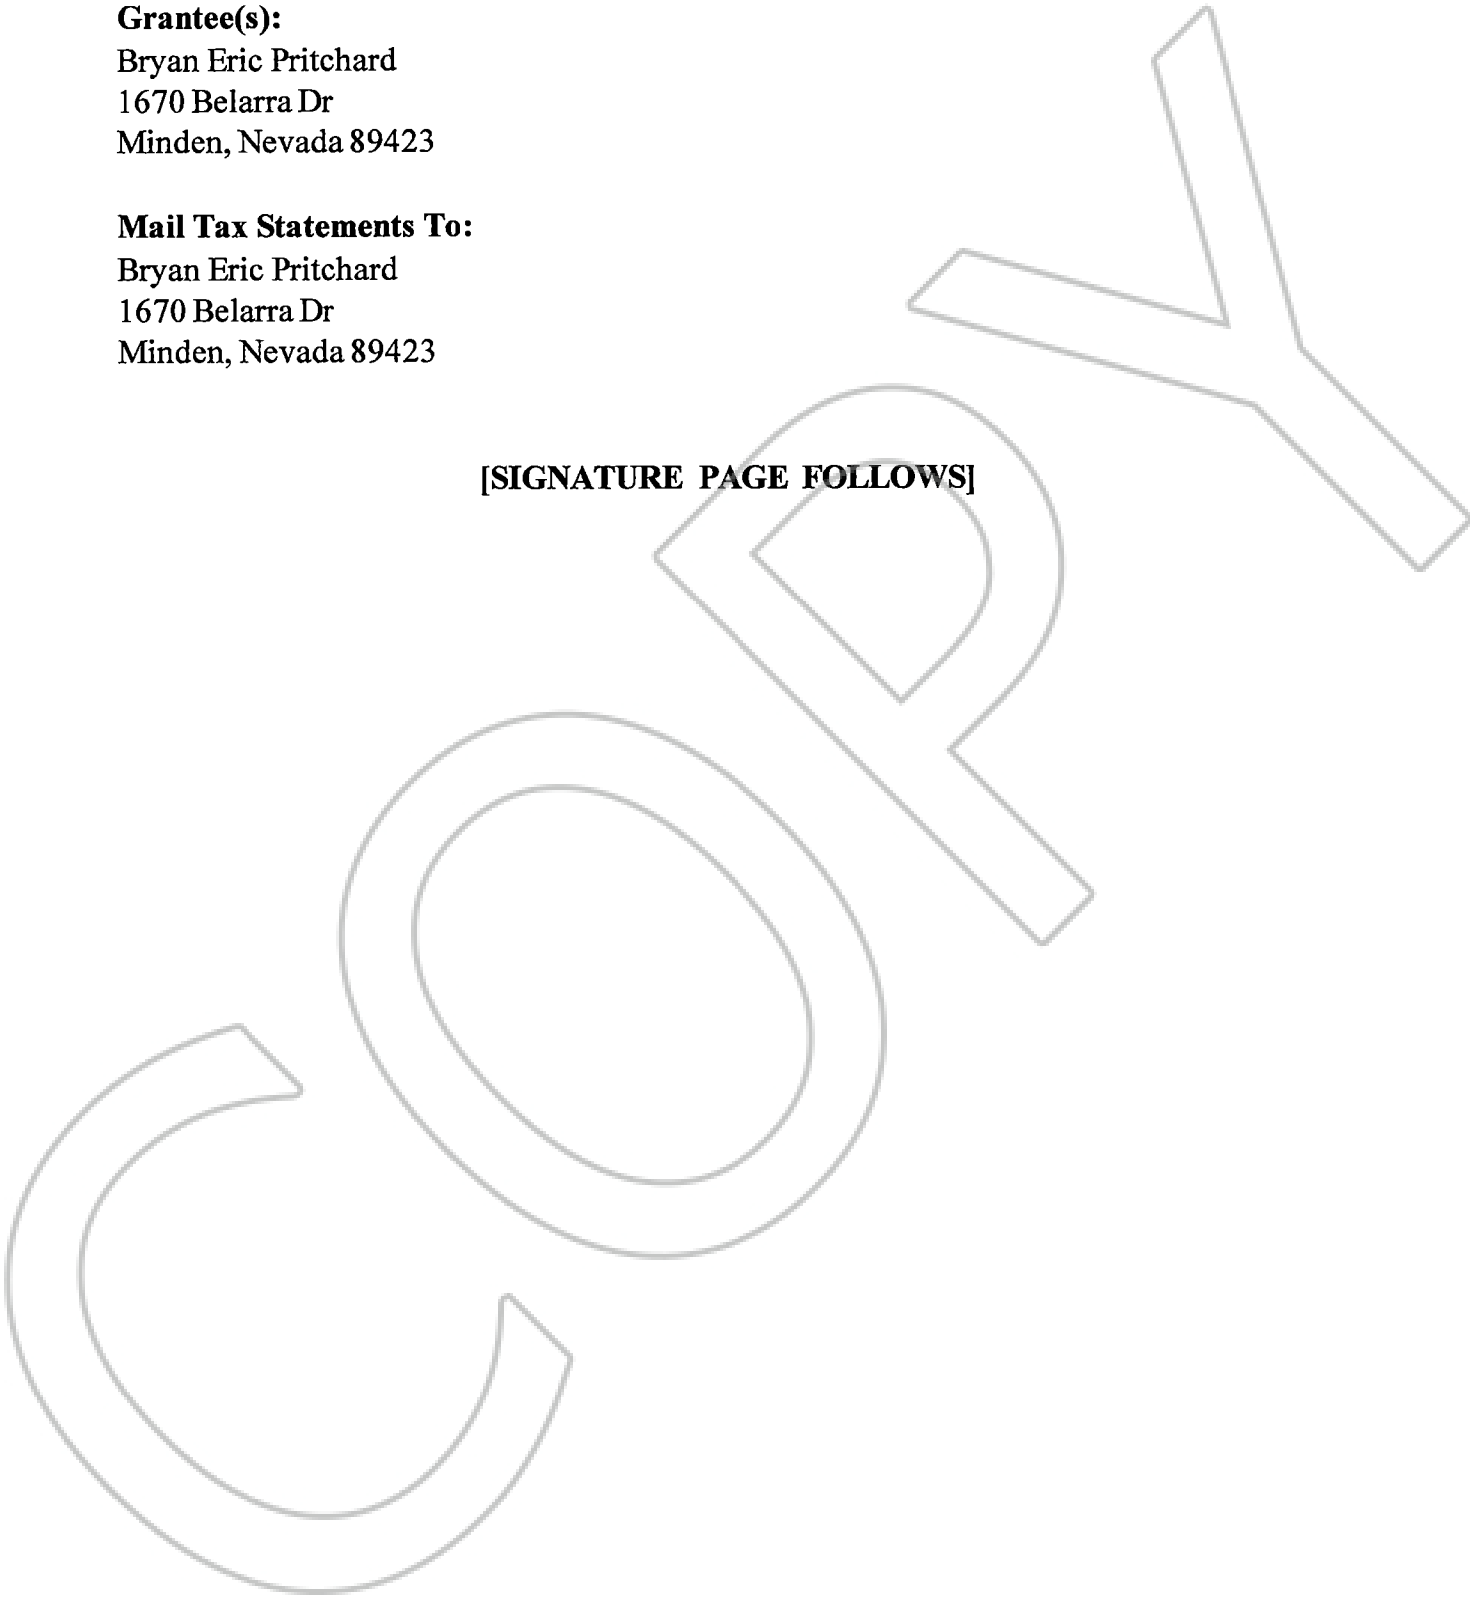 Grantee(s):
Bryan Eric Pritchard
1670 Belarra Dr
Minden, Nevada 89423
Mail Tax Statements To:
Bryan Eric Pritchard
1670 Belarra Dr
Minden, Nevada 89423
[SIGNATURE PAGE FOLLOWS]
COPY